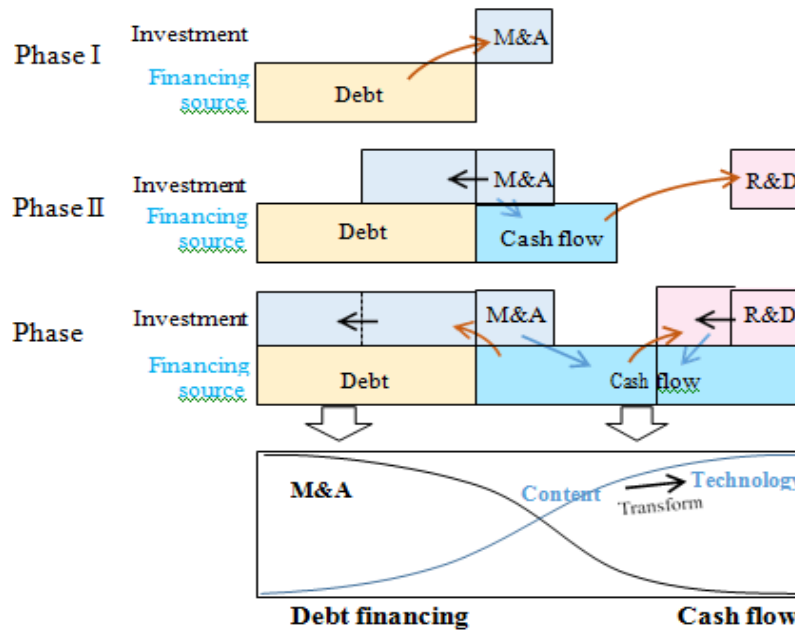 Phase I
Investment
M&A
Financing
source
Debt
Phase II
Investment
M&A
R&D
Financing
source
Debt
Cash flow
Phase
Investment
M&A
R&D
Financing
source
Debt
Cash flow
M&A
Content
Technology
Transform
Debt financing
Cash flow